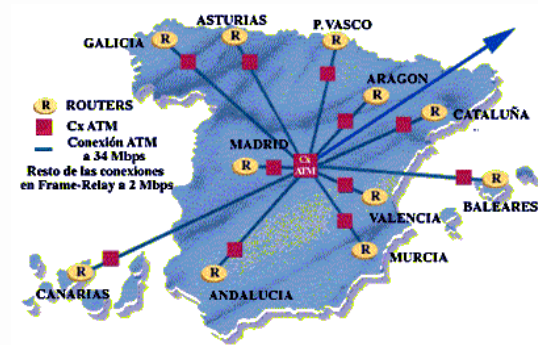 ASTURIAS
P.VASCO
GALICIA
R
R
R
ARAGON
R
R ROUTERS
R
CATALUÑA
Cx ATM
Conexión ATM
a 34 Mbps
Resto de las conexiones
en Frame-Relay a 2 Mbps
MADRID
R
Cx
ATM
R
BALEARES
R
VALENCIA
R
MURCIA
R
CANARIAS
R
ANDALUCIA